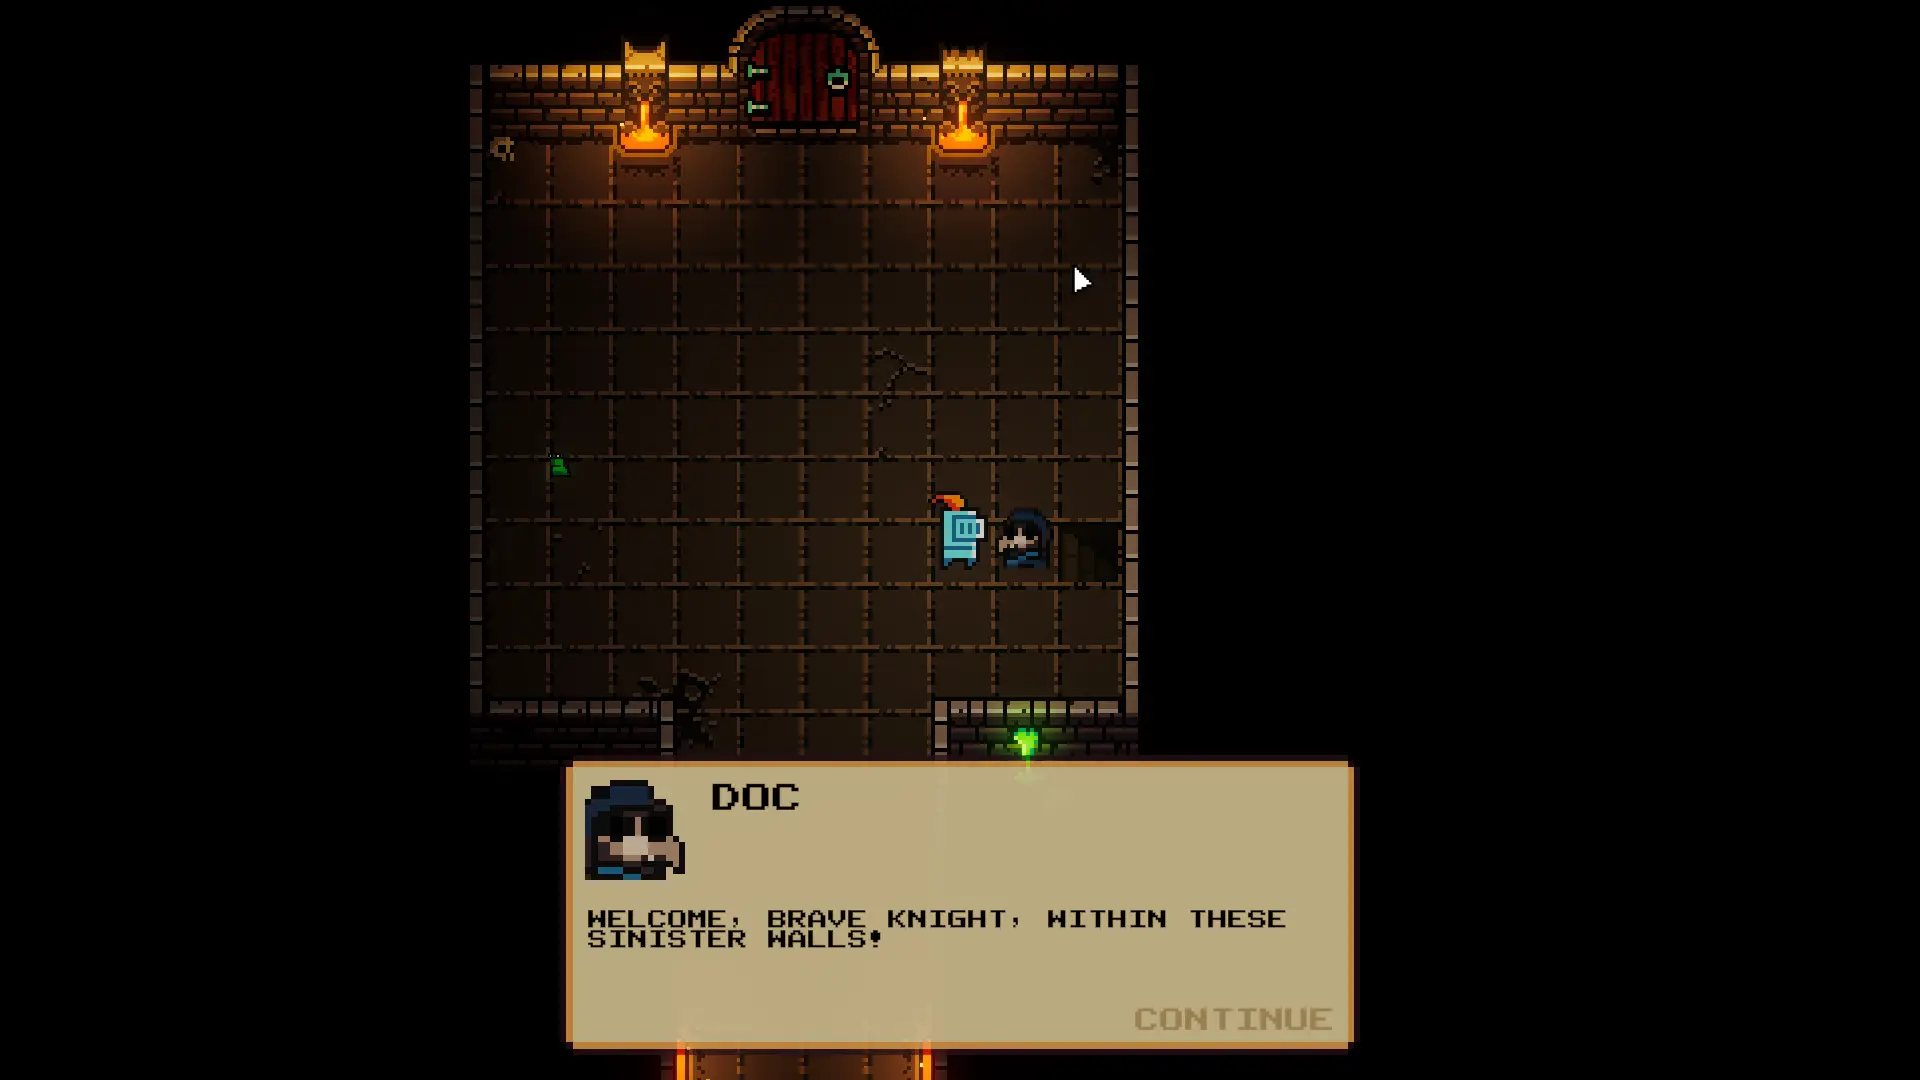 DOC
WELCOME, BRAVE KNIGHT, WITHIN THESE
SINISTER WALLS!
CONTINUE